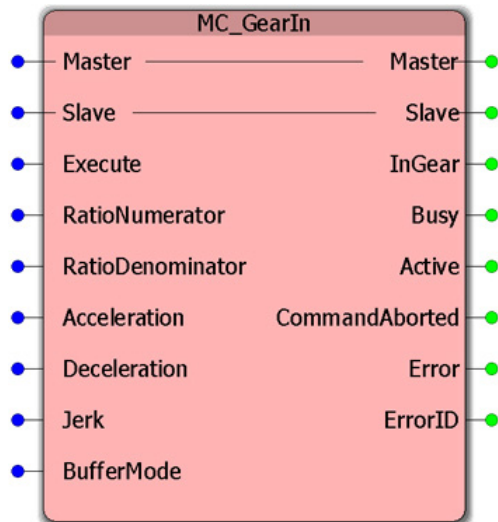 MC_GearIn
Master Master
Slave Slave
Execute InGear
RatioNumerator Busy
RatioDenominator Active
Acceleration CommandAborted
Deceleration Error
Jerk ErrorID
BufferMode